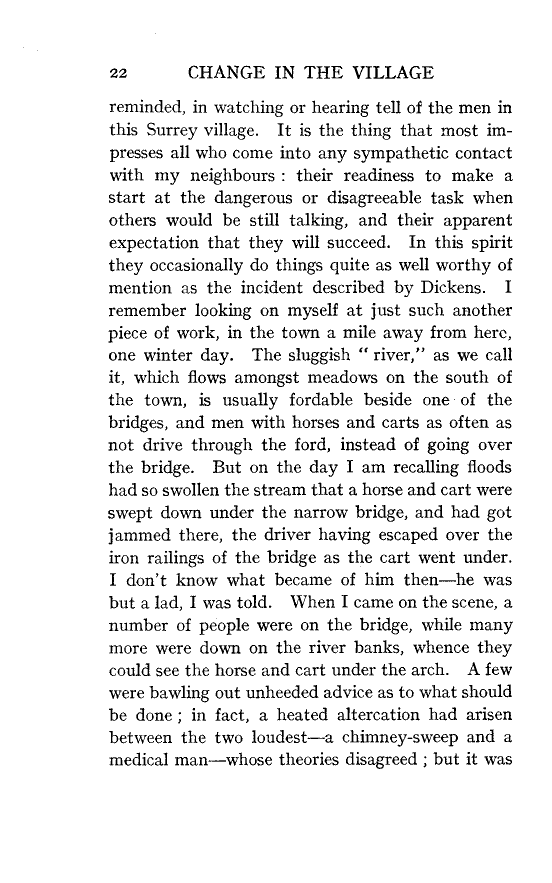 22 CHANGE IN THE VILLAGE
reminded, in watching or hearing tell of the men in
this Surrey village. It is the thing that most im-
presses all who come into any sympathetic contact
with my neighbours : their readiness to make a
start at the dangerous or disagreeable task when
others would be still talking, and their apparent
expectation that they will succeed. In this spirit
they occasionally do things quite as well worthy of
mention as the incident described by Dickens. I
remember looking on myself at just such another
piece of work, in the town a mile away from here,
one winter day. The sluggish “ river,” as we call
it, which flows amongst meadows on the south of
the town, is usually fordable beside one of the
bridges, and men with horses and carts as often as
not drive through the ford, instead of going over
the bridge. But on the day I am recalling floods
had so swollen the stream that a horse and cart were
swept down under the narrow bridge, and had got
jammed there, the driver having escaped over the
iron railings of the bridge as the cart went under.
I don’t know what became of him then—he was
but a lad, I was told. When I came on the scene, a
number of people were on the bridge, while many
more were down on the river banks, whence they
could see the horse and cart under the arch. A few
were bawling out unheeded advice as to what should
be done ; in fact, a heated altercation had arisen
between the two loudest—a chimney-sweep and a
medical man—whose theories disagreed ; but it was